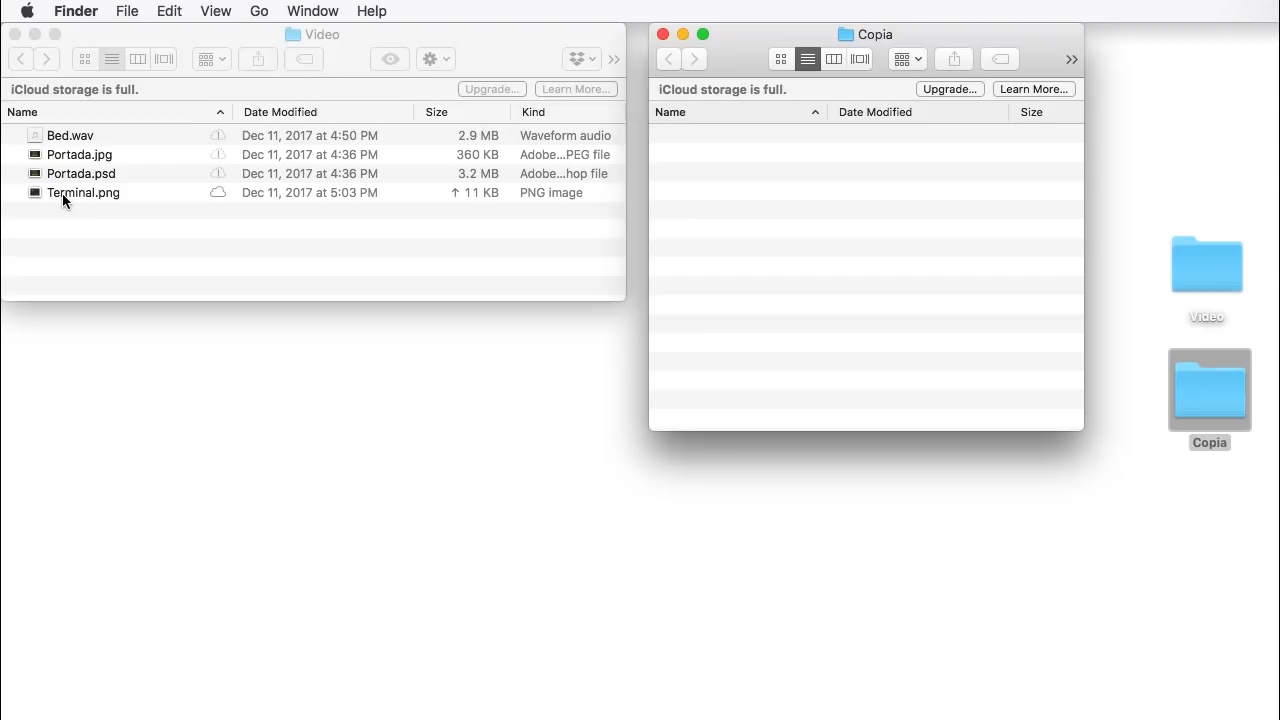 Finder File Edit View Go Window Help
Video
iCloud storage is full. Upgrade... Learn More...
Name Date Modified Size Kind
Bed.wav Dec 11, 2017 at 4:50 PM 2.9 MB Waveform audio
Portada.jpg Dec 11, 2017 at 4:36 PM 360 KB Adobe...PEG file
Portada.psd Dec 11, 2017 at 4:36 PM 3.2 MB Adobe...hop file
Terminal.png Dec 11, 2017 at 5:03 PM ↑ 11 KB PNG image
Copia
iCloud storage is full. Upgrade... Learn More...
Name Date Modified Size
Video
Copia